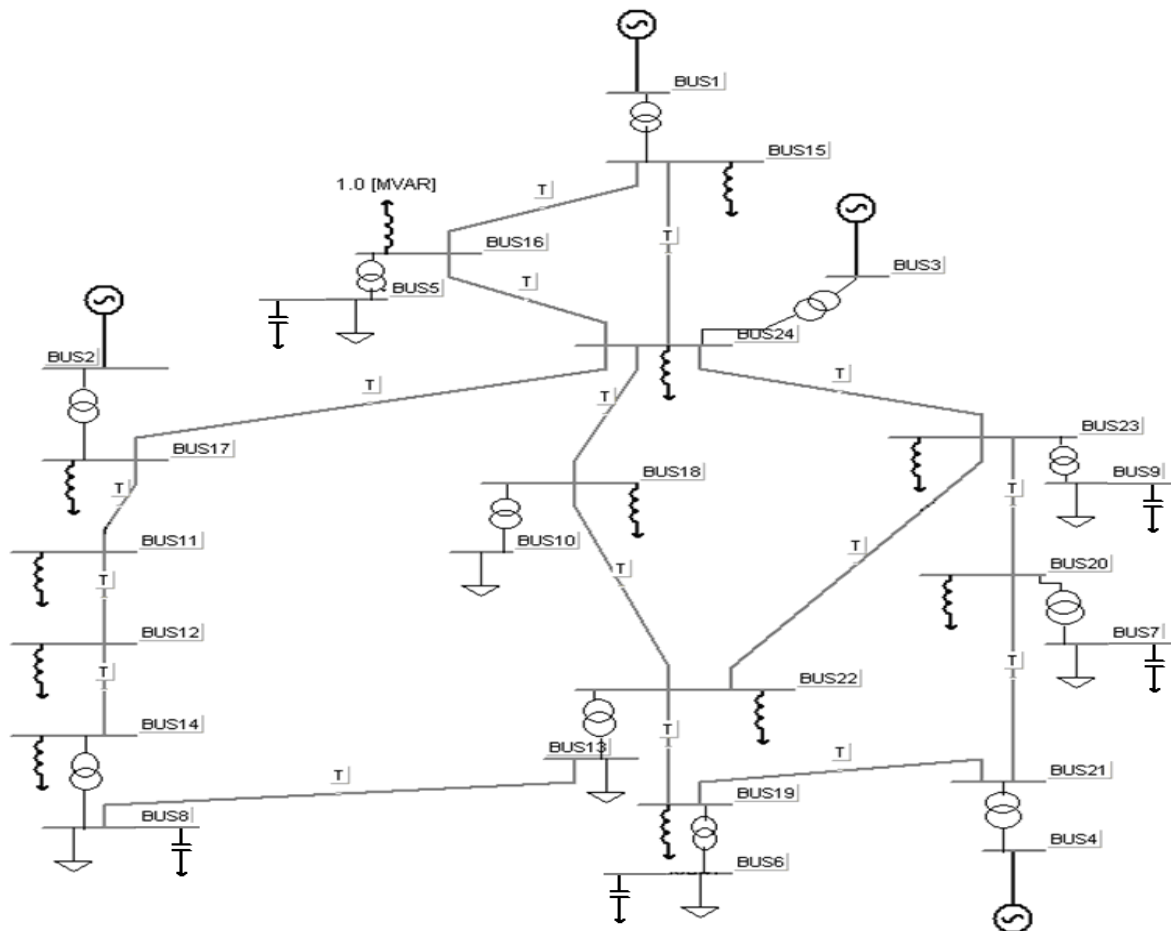 BUS1
BUS15
1.0 [MVAR]
T
BUS16
T
BUS3
T
BUS5
BUS24
BUS2
T
T
T
BUS23
BUS17
BUS18
BUS9
T
T
BUS11
BUS10
T
T
BUS20
T
BUS12
BUS7
T
T
BUS22
BUS14
T
BUS13
T
T
BUS21
BUS19
BUS8
BUS6
BUS4